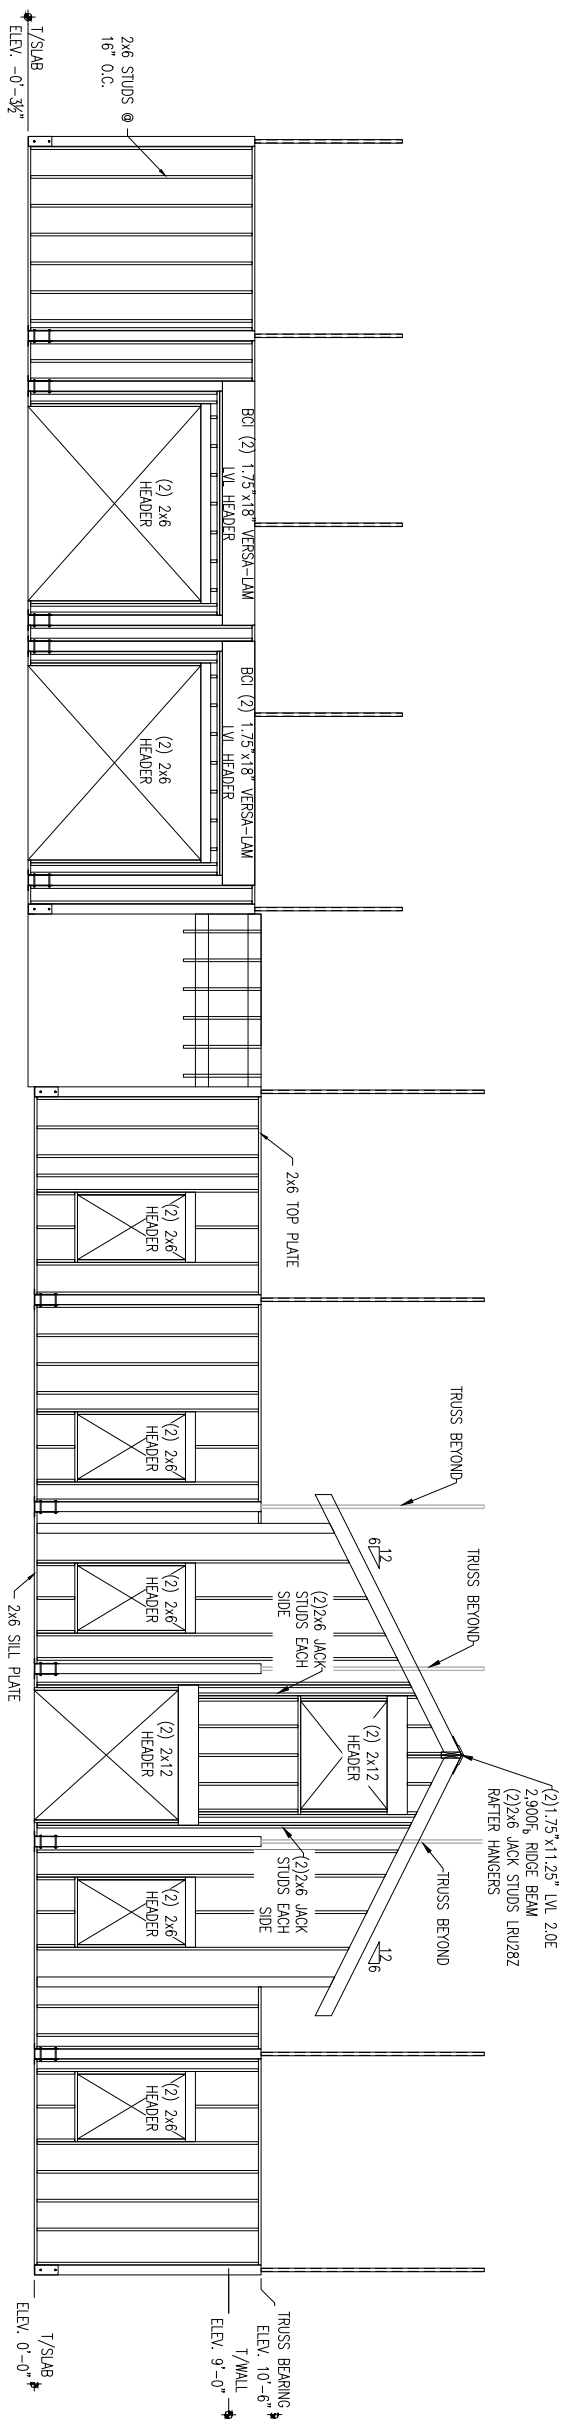 T/SLAB
ELEV. -0'-3½"
2x6 STUDS @
16" O.C.
BCI (2) 1.75"x18" VERSA-LAM
LVL HEADER
(2) 2x6
HEADER
BCI (2) 1.75"x18" VERSA-LAM
LVL HEADER
(2) 2x6
HEADER
2x6 TOP PLATE
(2) 2x6
HEADER
(2) 2x6
HEADER
TRUSS BEYOND
12
6
(2) 2x6
HEADER
2x6 SILL PLATE
TRUSS BEYOND
(2)2x6 JACK
STUDS EACH
SIDE
(2) 2x12
HEADER
(2) 2x12
HEADER
(2)1.75"x11.25" LVL 2.0E
2,900Fb RIDGE BEAM
(2)2x6 JACK STUDS LRU28Z
RAFTER HANGERS
(2)2x6 JACK
STUDS EACH
SIDE
TRUSS BEYOND
12
6
(2) 2x6
HEADER
(2) 2x6
HEADER
TRUSS BEARING
ELEV. 10'-6"
T/WALL
ELEV. 9'-0"
T/SLAB
ELEV. 0'-0"